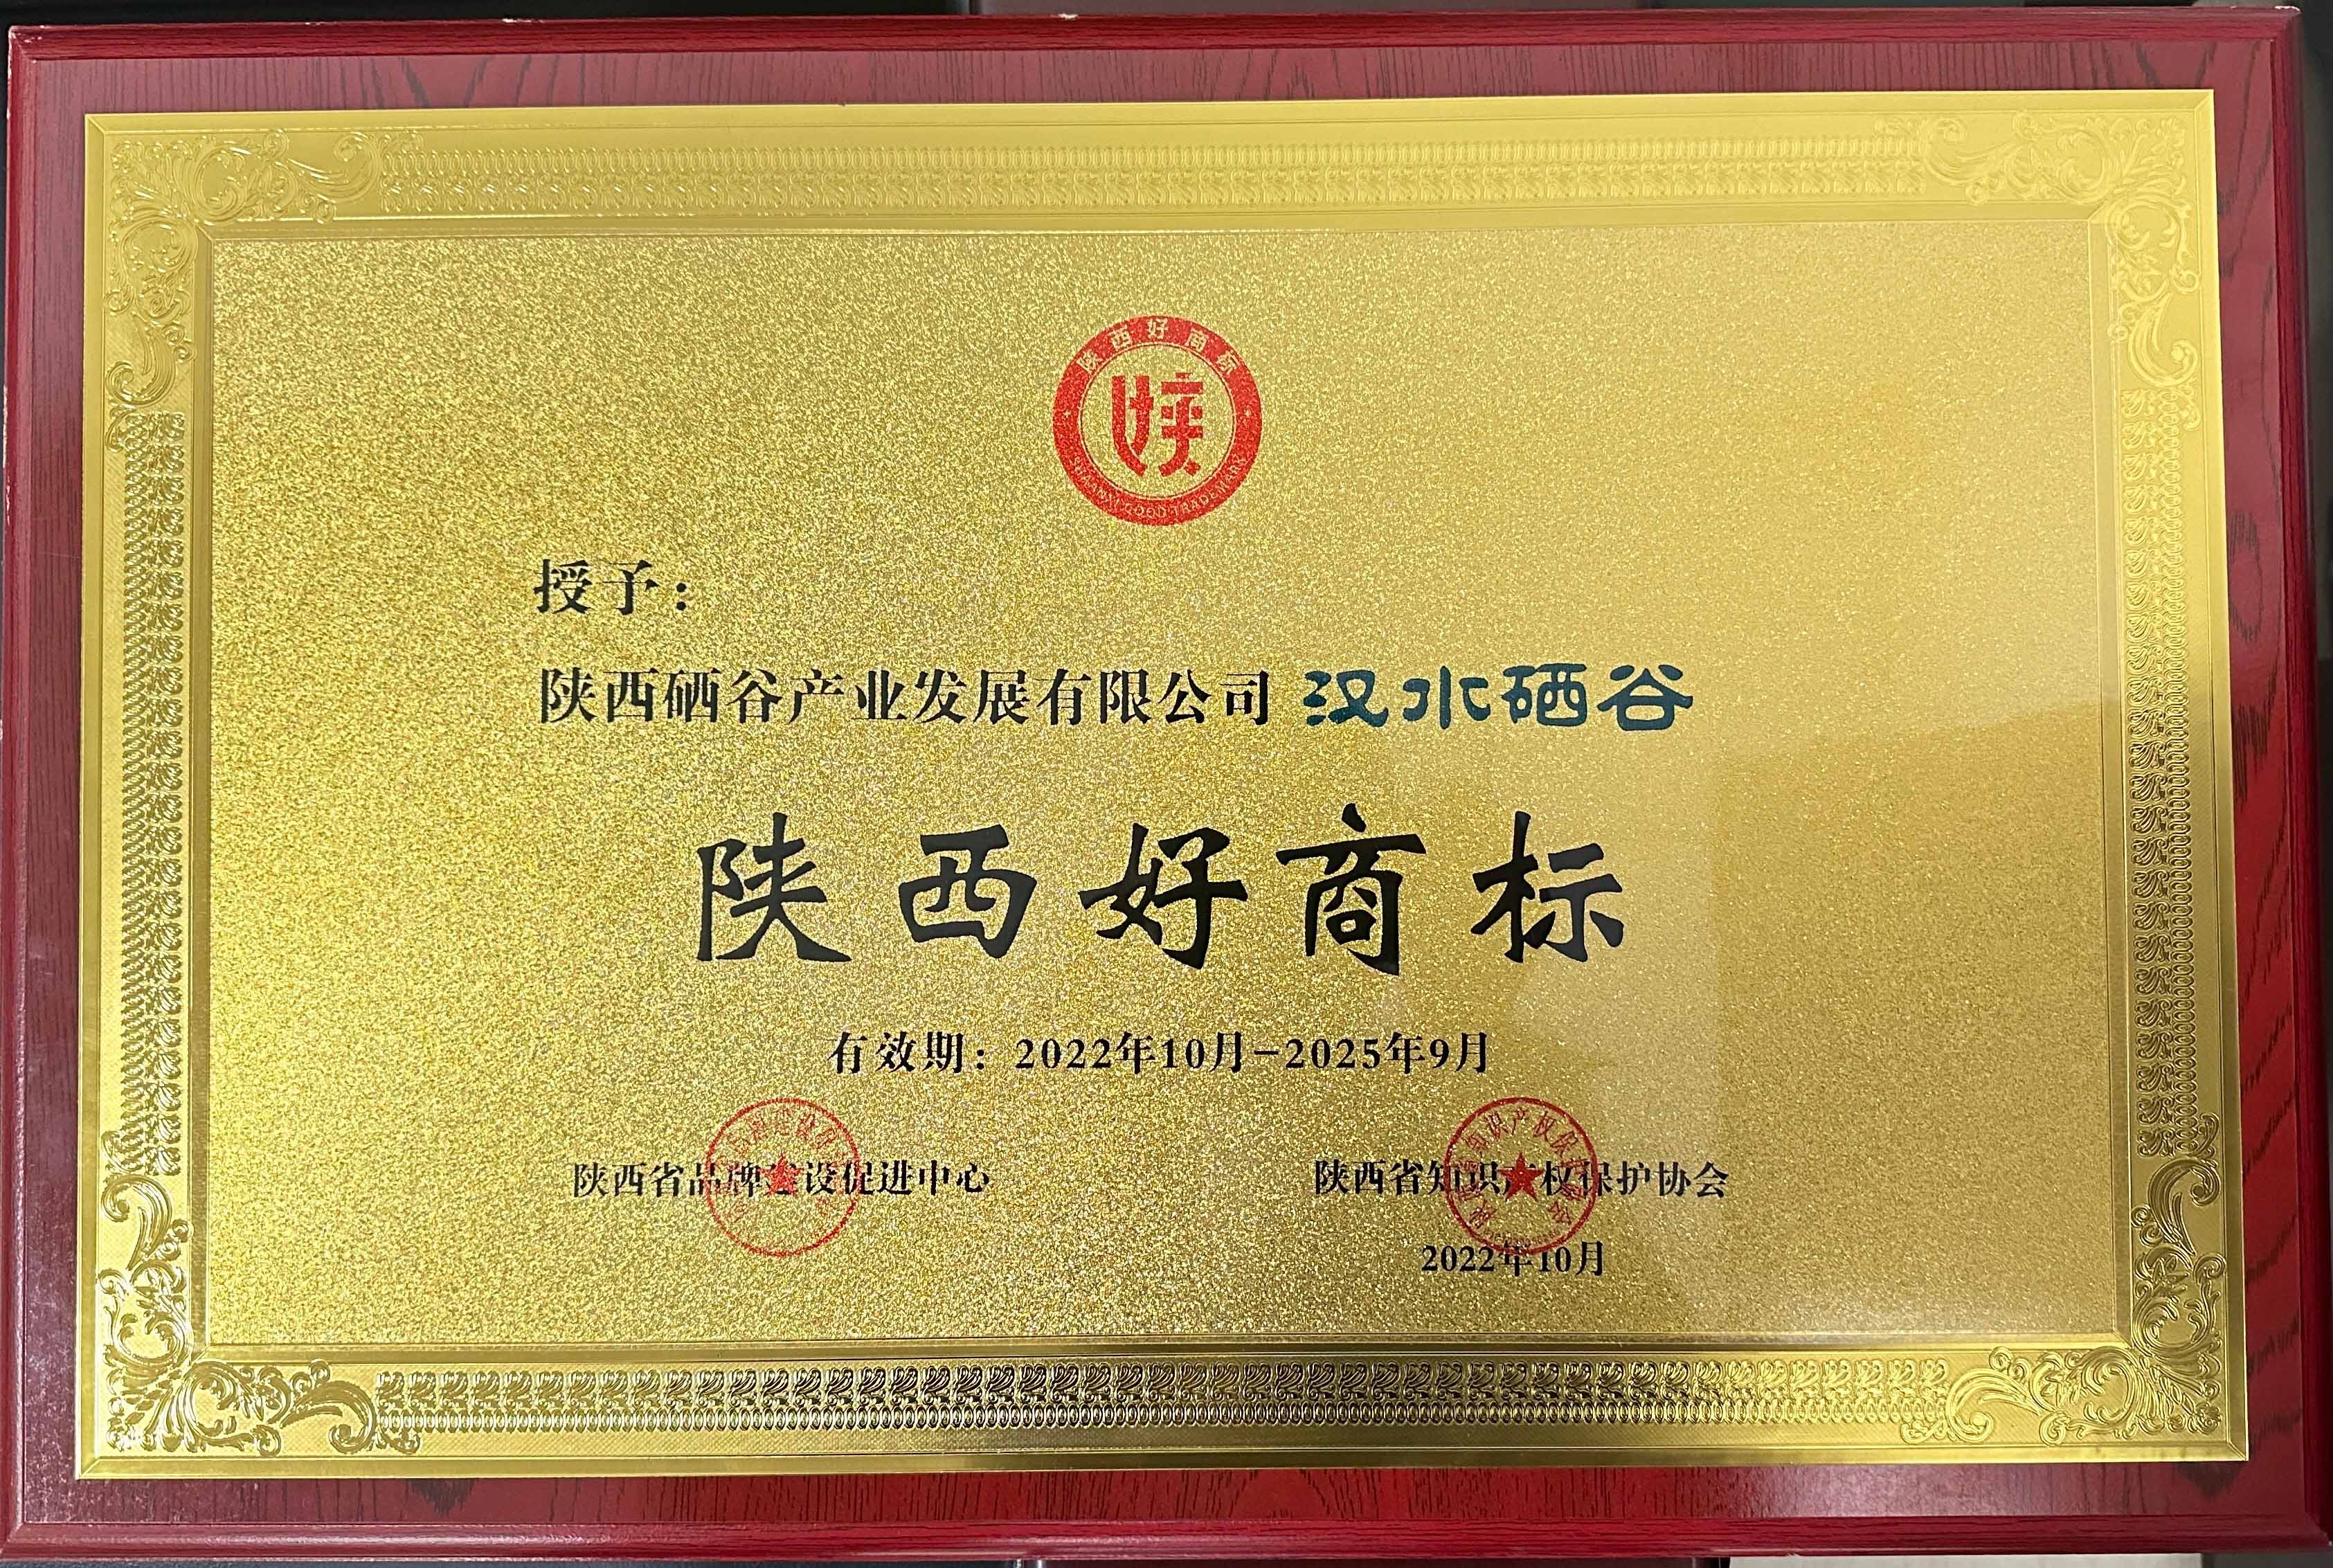 陕西好商标
SHAANXI GOOD TRADEMARK
授予：
陕西硒谷产业发展有限公司 汉水硒谷
陕西好商标
有效期：2022年10月-2025年9月
陕西省品牌建设促进中心 陕西省知识产权保护协会
2022年10月